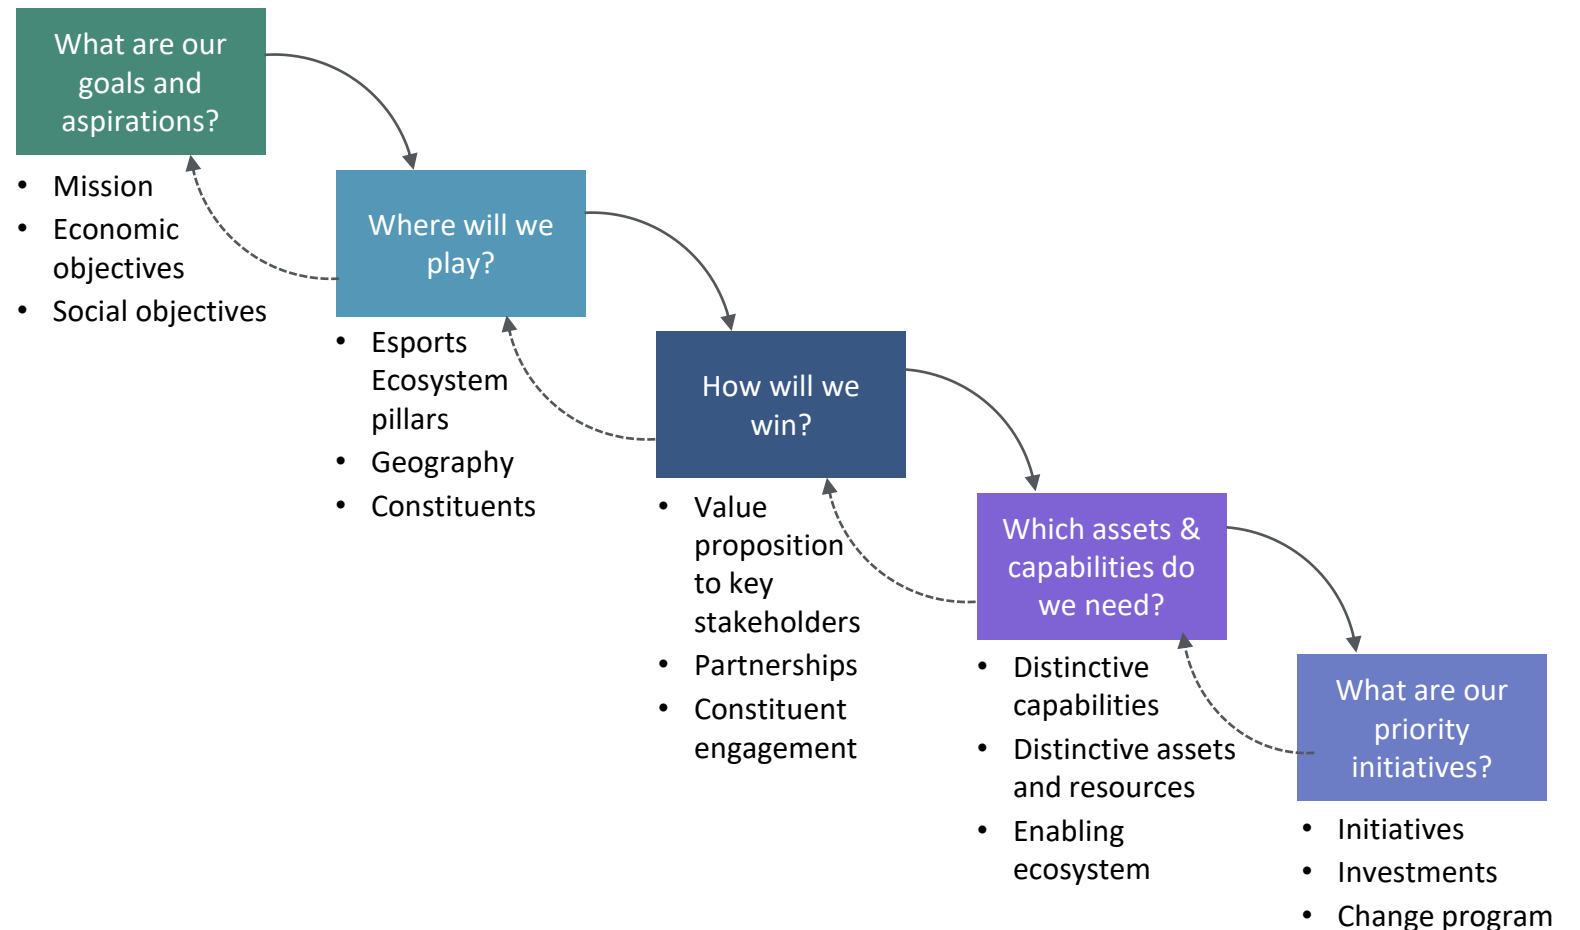 What are our
goals and
aspirations?
• Mission
• Economic
objectives
• Social objectives
Where will we
play?
• Esports
Ecosystem
pillars
• Geography
• Constituents
How will we
win?
• Value
proposition
to key
stakeholders
• Partnerships
• Constituent
engagement
Which assets &
capabilities do
we need?
• Distinctive
capabilities
• Distinctive assets
and resources
• Enabling
ecosystem
What are our
priority
initiatives?
• Initiatives
• Investments
• Change program